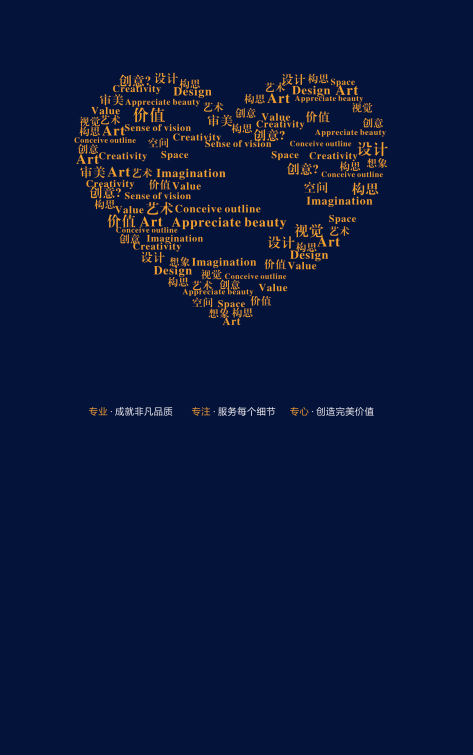 创意? 设计 构思 设计 构思 Space
Creativity Design 艺术 Design Art
审美 Appreciate beauty 艺术 构思 Art Appreciate beauty
Value 价值 创意 Value 价值 视觉
视觉 艺术 审美 构思 Creativity 创意
构思 Art Sense of vision Creativity 创意? Appreciate beauty
Conceive outline 空间 Sense of vision Conceive outline 设计
创意
Art Creativity Space Space Creativity
审美 Art 艺术 Imagination 创意? 构思 想象
Conceive outline
Creativity 价值 Value 空间 构思
创意? Sense of vision Imagination
构思 Value 艺术 Conceive outline
价值 Art Appreciate beauty Space
Conceive outline 视觉 艺术
创意 Imagination 设计 构思 Art
Creativity Design
设计 想象 Imagination 价值 Value
Design 视觉 Conceive outline
构思 艺术 创意 Value
Appreciate beauty
空间 Space 价值
想象 构思
Art
专业 · 成就非凡品质 专注 · 服务每个细节 专心 · 创造完美价值